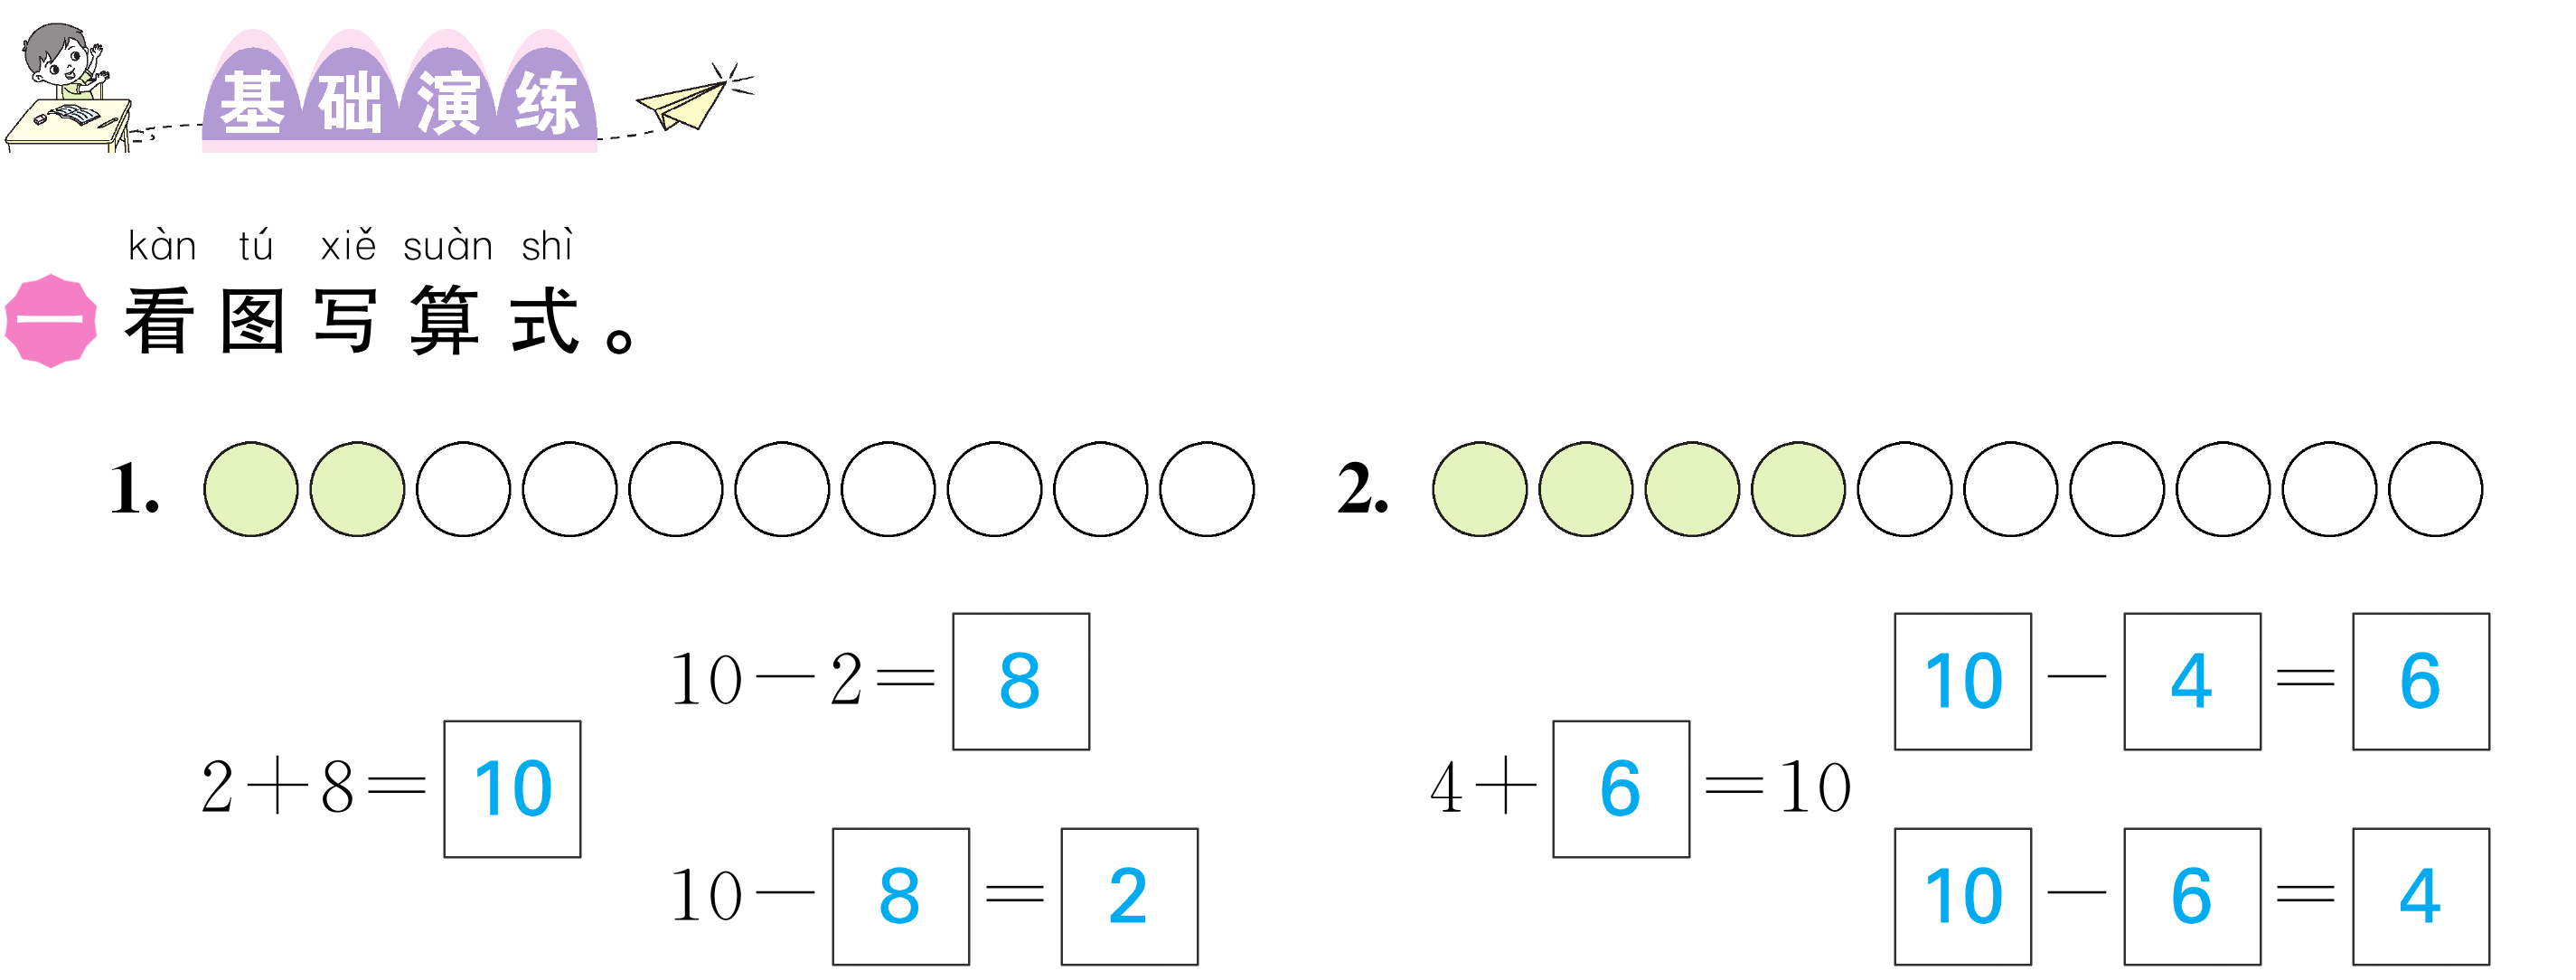 基础演练
kàn tú xiě suàn shì
一 看图写算式。
1.
2+8=10
10-2=8
10-8=2
2.
4+6=10
10-4=6
10-6=4